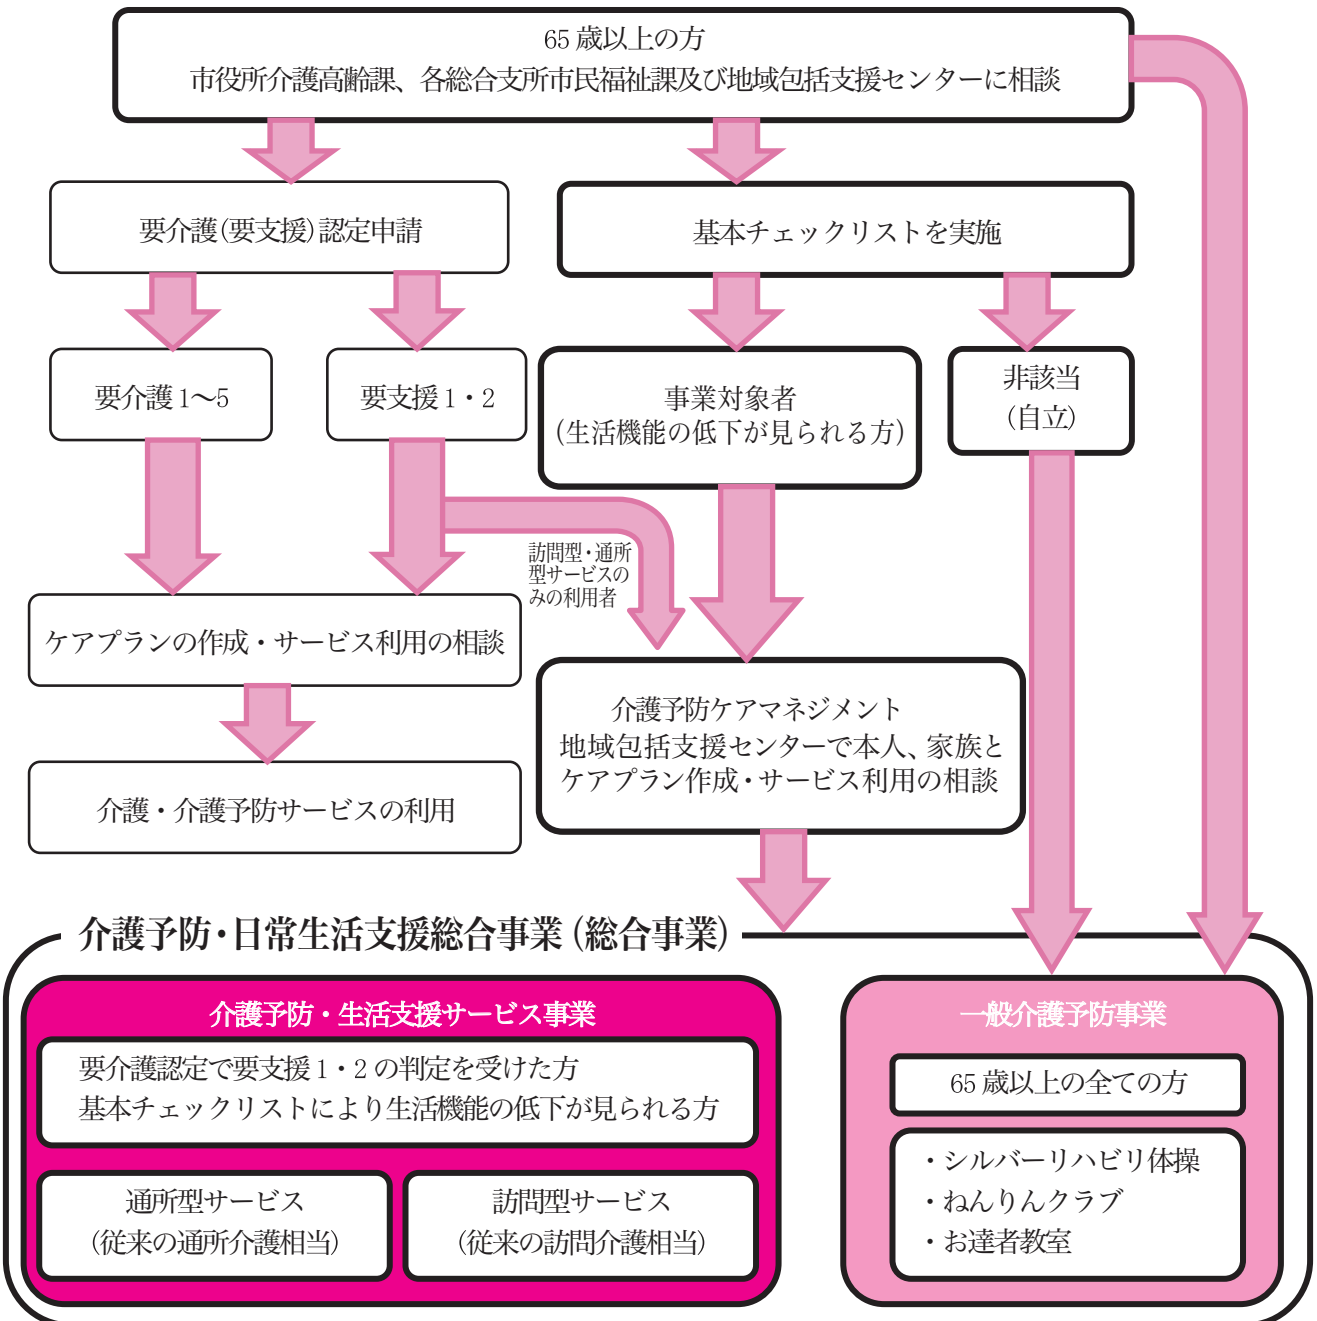 65 歳以上の方
市役所介護高齢課、各総合支所市民福祉課及び地域包括支援センターに相談
要介護(要支援)認定申請
基本チェックリストを実施
要介護 1〜5
要支援 1・2
事業対象者
(生活機能の低下が見られる方)
非該当
(自立)
訪問型・通所
型サービスの
みの利用者
ケアプランの作成・サービス利用の相談
介護予防ケアマネジメント
地域包括支援センターで本人、家族と
ケアプラン作成・サービス利用の相談
介護・介護予防サービスの利用
介護予防・日常生活支援総合事業(総合事業)
介護予防・生活支援サービス事業
要介護認定で要支援 1・2 の判定を受けた方
基本チェックリストにより生活機能の低下が見られる方
通所型サービス
(従来の通所介護相当)
訪問型サービス
(従来の訪問介護相当)
一般介護予防事業
65 歳以上の全ての方
・シルバーリハビリ体操
・ねんりんクラブ
・お達者教室